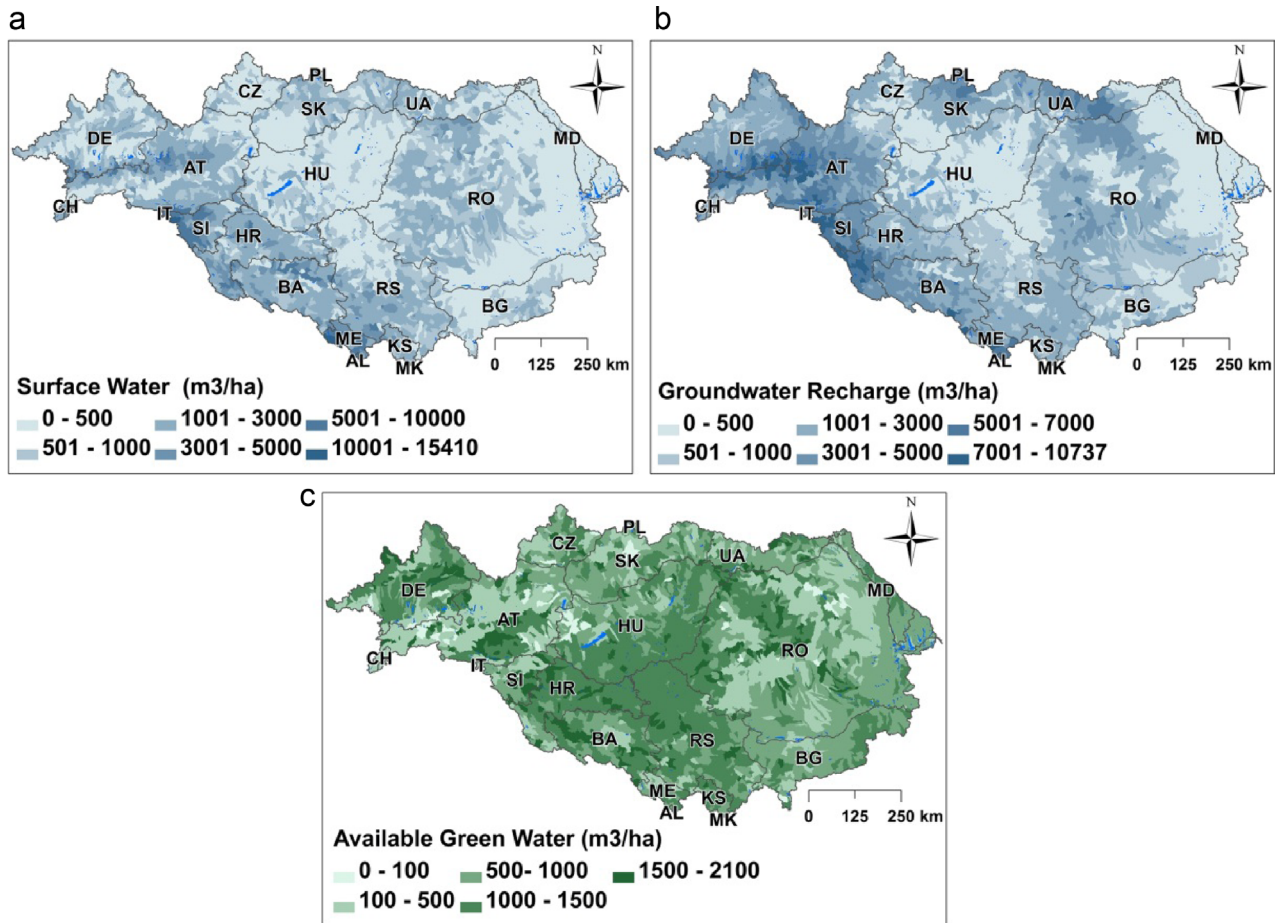 a
N
PL
CZ
SK
UA
DE
MD
AT
HU
RO
CH
IT
SI
HR
BA
RS
BG
ME
KS
AL
MK
0 125 250 km
Surface Water (m3/ha)
0 - 500 1001 - 3000 5001 - 10000
501 - 1000 3001 - 5000 10001 - 15410
b
N
PL
CZ
SK
UA
DE
MD
AT
HU
RO
CH
IT
SI
HR
BA
RS
BG
ME
KS
AL
MK
0 125 250 km
Groundwater Recharge (m3/ha)
0 - 500 1001 - 3000 5001 - 7000
501 - 1000 3001 - 5000 7001 - 10737
c
N
PL
CZ
SK
UA
DE
MD
AT
HU
RO
CH
IT
SI
HR
BA
RS
BG
ME
KS
AL
MK
0 125 250 km
Available Green Water (m3/ha)
0 - 100 500- 1000 1500 - 2100
100 - 500 1000 - 1500